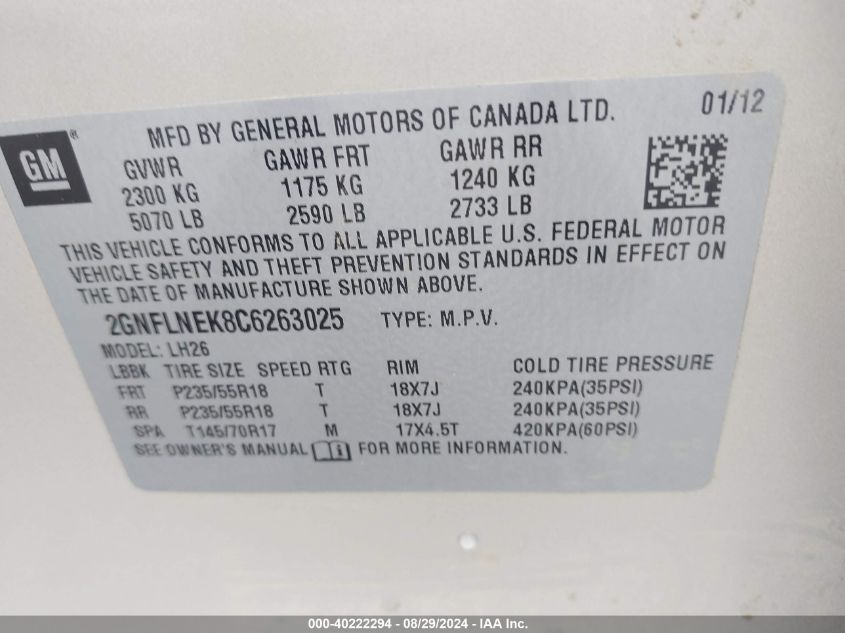 01/12
GM ®
MFD BY GENERAL MOTORS OF CANADA LTD.
GVWR GAWR FRT GAWR RR
2300 KG 1175 KG 1240 KG
5070 LB 2590 LB 2733 LB
THIS VEHICLE CONFORMS TO ALL APPLICABLE U.S. FEDERAL MOTOR
VEHICLE SAFETY AND THEFT PREVENTION STANDARDS IN EFFECT ON
THE DATE OF MANUFACTURE SHOWN ABOVE.
2GNFLNEK8C6263025 TYPE: M.P.V.
MODEL: LH26
LBBK TIRE SIZE SPEED RTG RIM COLD TIRE PRESSURE
FRT P235/55R18 T 18X7J 240KPA(35PSI)
RR P235/55R18 T 18X7J 240KPA(35PSI)
SPA T145/70R17 M 17X4.5T 420KPA(60PSI)
SEE OWNER'S MANUAL i FOR MORE INFORMATION.
000-40222294 - 08/29/2024 - IAA Inc.